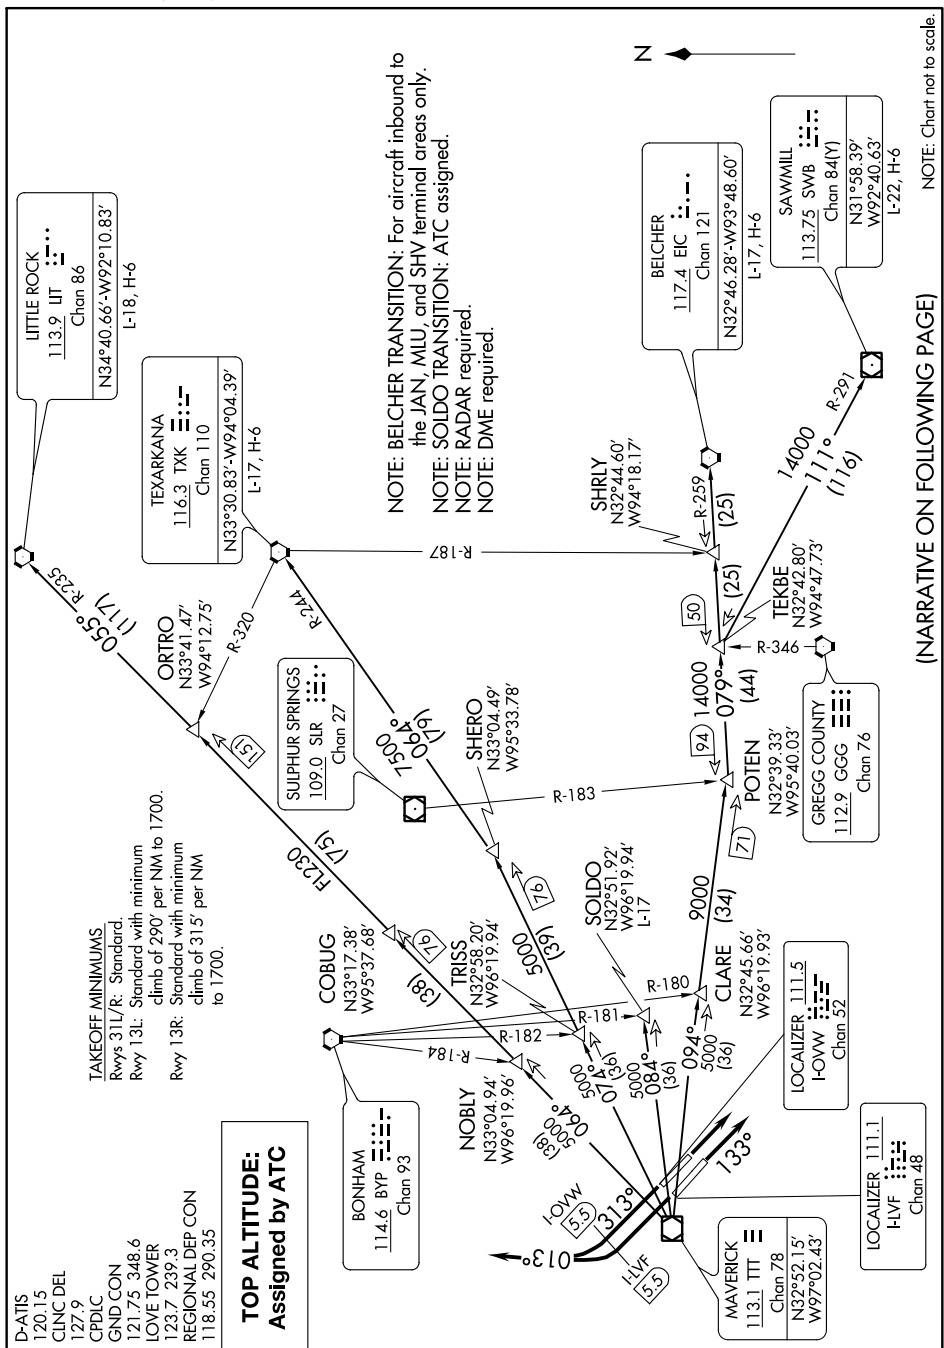 D-ATIS
120.15
CLNC DEL
127.9
CPDLC
GND CON
121.75 348.6
LOVE TOWER
123.7 239.3
REGIONAL DEP CON
118.55 290.35
TOP ALTITUDE:
Assigned by ATC
TAKEOFF MINIMUMS
Rwys 31L/R: Standard.
Rwy 13L: Standard with minimum
climb of 290' per NM to 1700.
Rwy 13R: Standard with minimum
climb of 315' per NM
to 1700.
LITTLE ROCK
113.9 LIT
Chan 86
N34°40.66'-W92°10.83'
L-18, H-6
TEXARKANA
116.3 TXK
Chan 110
N33°30.83'-W94°04.39'
L-17, H-6
NOTE: BELCHER TRANSITION: For aircraft inbound to
the JAN, MLU, and SHV terminal areas only.
NOTE: SOLDO TRANSITION: ATC assigned.
NOTE: RADAR required.
NOTE: DME required.
N
BELCHER
117.4 EIC
Chan 121
N32°46.28'-W93°48.60'
L-17, H-6
SAWMILL
113.75 SWB
Chan 84(Y)
N31°58.39'
W92°40.63'
L-22, H-6
NOTE: Chart not to scale.
BONHAM
114.6 BYP
Chan 93
SULPHUR SPRINGS
109.0 SLR
Chan 27
GREGG COUNTY
112.9 GGG
Chan 76
MAVERICK
113.1 TTT
Chan 78
N32°52.15'
W97°02.43'
LOCALIZER 111.1
I-LVF
Chan 48
LOCALIZER 111.5
I-OVW
Chan 52
I-OVW
5.5
I-LVF
5.5
013°
313°
133°
NOBLY
N33°04.94'
W96°19.96'
COBUG
N33°17.38'
W95°37.68'
ORTRO
N33°41.47'
W94°12.75'
TRISS
N32°58.20'
W96°19.94'
SHERO
N33°04.49'
W95°33.78'
SOLDO
N32°51.92'
W96°19.94'
L-17
CLARE
N32°45.66'
W96°19.93'
POTEN
N32°39.33'
W95°40.03'
TEKBE
N32°42.80'
W94°47.73'
SHRLY
N32°44.60'
W94°18.17'
064°
5000
(38)
(38)
76
FL230
(75)
151
055°
(117)
R-235
R-320
R-184
R-182
R-181
R-180
074°
5000
(36)
5000
(39)
76
7500
064°
(79)
R-244
084°
5000
(36)
094°
5000
(36)
9000
(34)
71
R-183
94
14000
079°
(44)
50
R-346
(25)
R-187
R-259
(25)
14000
111°
(116)
R-291
(NARRATIVE ON FOLLOWING PAGE)